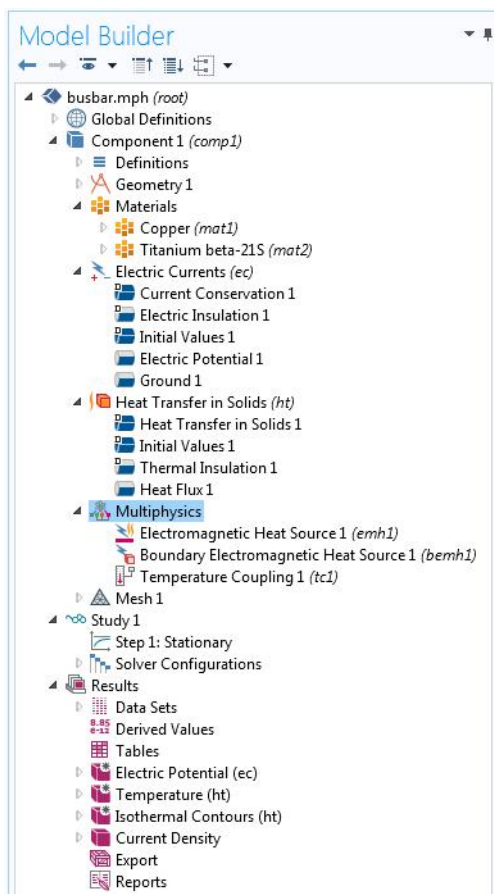 Model Builder
busbar.mph (root)
Global Definitions
Component 1 (comp1)
Definitions
Geometry 1
Materials
Copper (mat1)
Titanium beta-21S (mat2)
Electric Currents (ec)
Current Conservation 1
Electric Insulation 1
Initial Values 1
Electric Potential 1
Ground 1
Heat Transfer in Solids (ht)
Heat Transfer in Solids 1
Initial Values 1
Thermal Insulation 1
Heat Flux 1
Multiphysics
Electromagnetic Heat Source 1 (emh1)
Boundary Electromagnetic Heat Source 1 (bemh1)
Temperature Coupling 1 (tc1)
Mesh 1
Study 1
Step 1: Stationary
Solver Configurations
Results
Data Sets
8.85
e-12 Derived Values
Tables
Electric Potential (ec)
Temperature (ht)
Isothermal Contours (ht)
Current Density
Export
Reports